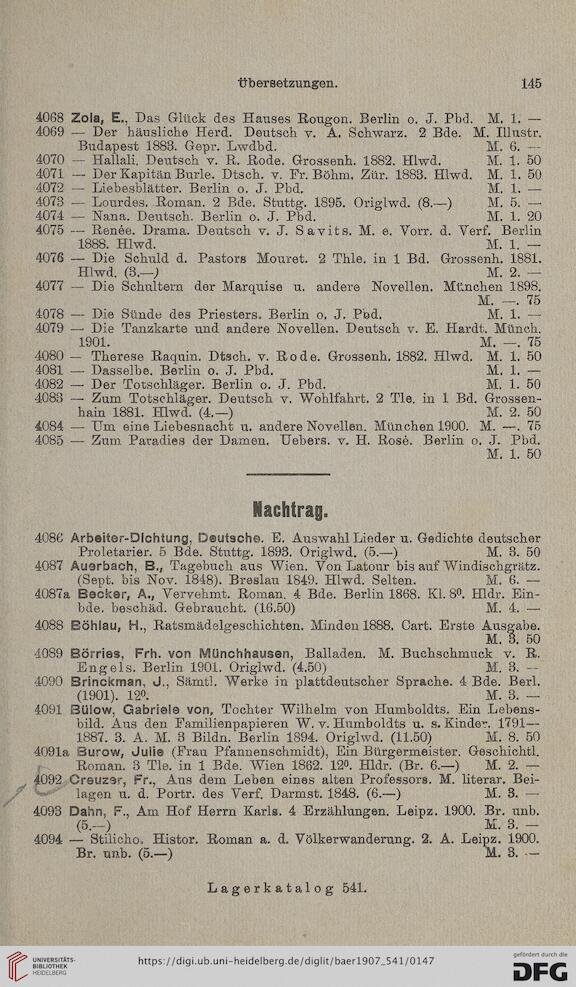 Übersetzungen. 145
4068 Zola, E., Das Glück des Hauses Rougon. Berlin o. J. Pbd. M. 1. —
4069 — Der häusliche Herd. Deutsch v. A. Schwarz. 2 Bde. M. Illustr.
Budapest 1883. Gepr. Lwdbd. M. 6. —
4070 — Hallali. Deutsch v. R. Rode. Grossenh. 1882. Hlwd. M. 1. 50
4071 — Der Kapitän Burle. Dtsch. v. Fr. Böhm. Zür. 1883. Hlwd. M. 1. 50
4072 — Liebesblätter. Berlin o. J. Pbd. M. 1. —
4073 — Lourdes. Roman. 2 Bde. Stuttg. 1895. Origlwd. (8.—) M. 5. —
4074 — Nana. Deutsch. Berlin o. J. Pbd. M. 1. 20
4075 — Renée. Drama. Deutsch v. J. Savits. M. e. Vorr. d. Verf. Berlin
1888. Hlwd. M. 1. —
4076 — Die Schuld d. Pastors Mouret. 2 Thle. in 1 Bd. Grossenh. 1881.
Hlwd. (3.—) M. 2. —
4077 — Die Schultern der Marquise u. andere Novellen. München 1898.
M. —. 75
4078 — Die Sünde des Priesters. Berlin o. J. Pbd. M. 1. —
4079 — Die Tanzkarte und andere Novellen. Deutsch v. E. Hardt. Münch.
1901. M. —. 75
4080 — Therese Raquin. Dtsch. v. Rode. Grossenh. 1882. Hlwd. M. 1. 50
4081 — Dasselbe. Berlin o. J. Pbd. M. 1. —
4082 — Der Totschläger. Berlin o. J. Pbd. M. 1. 50
4083 — Zum Totschläger. Deutsch v. Wohlfahrt. 2 Tle. in 1 Bd. Grossen-
hain 1881. Hlwd. (4.—) M. 2. 50
4084 — Um eine Liebesnacht u. andere Novellen. München 1900. M. —. 75
4085 — Zum Paradies der Damen. Uebers. v. H. Rosé. Berlin o. J. Pbd.
M. 1. 50
Nachtrag.
4086 Arbeiter-Dichtung, Deutsche. E. Auswahl Lieder u. Gedichte deutscher
Proletarier. 5 Bde. Stuttg. 1893. Origlwd. (5.—) M. 3. 50
4087 Auerbach, B., Tagebuch aus Wien. Von Latour bis auf Windischgrätz.
(Sept. bis Nov. 1848). Breslau 1849. Hlwd. Selten. M. 6. —
4087a Becker, A., Vervehmt. Roman. 4 Bde. Berlin 1868. Kl. 8⁰. Hldr. Ein-
bde. beschäd. Gebraucht. (16.50) M. 4. —
4088 Böhlau, H., Ratsmädelgeschichten. Minden 1888. Cart. Erste Ausgabe.
M. 3. 50
4089 Börries, Frh. von Münchhausen, Balladen. M. Buchschmuck v. R.
Engels. Berlin 1901. Origlwd. (4.50) M. 3. —
4090 Brinckman, J., Sämtl. Werke in plattdeutscher Sprache. 4 Bde. Berl.
(1901). 12⁰. M. 3. —
4091 Bülow, Gabriele von, Tochter Wilhelm von Humboldts. Ein Lebens-
bild. Aus den Familienpapieren W. v. Humboldts u. s. Kinder. 1791—
1887. 3. A. M. 3 Bildn. Berlin 1894. Origlwd. (11.50) M. 8. 50
4091a Burow, Julie (Frau Pfannenschmidt), Ein Bürgermeister. Geschichtl.
Roman. 3 Tle. in 1 Bde. Wien 1862. 12⁰. Hldr. (Br. 6.—) M. 2. —
4092 Creuzer, Fr., Aus dem Leben eines alten Professors. M. literar. Bei-
lagen u. d. Portr. des Verf. Darmst. 1848. (6.—) M. 3. —
4093 Dahn, F., Am Hof Herrn Karls. 4 Erzählungen. Leipz. 1900. Br. unb.
(5.—) M. 3. —
4094 — Stilicho. Histor. Roman a. d. Völkerwanderung. 2. A. Leipz. 1900.
Br. unb. (5.—) M. 3. —
Lagerkatalog 541.
UNIVERSITÄTS-
BIBLIOTHEK
HEIDELBERG
https://digi.ub.uni-heidelberg.de/diglit/baer1907_541/0147
gefördert durch die
DFG